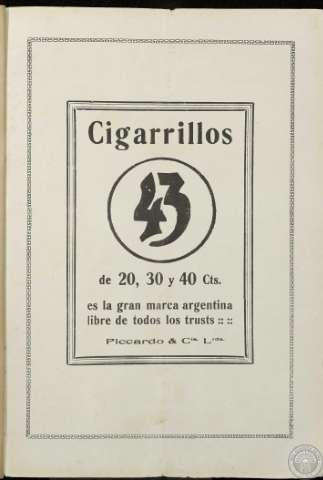 Cigarrillos
43
de 20, 30 y 40 Cts.
es la gran marca argentina
libre de todos los trusts :: ::
Piccardo & Cía. Ltda.